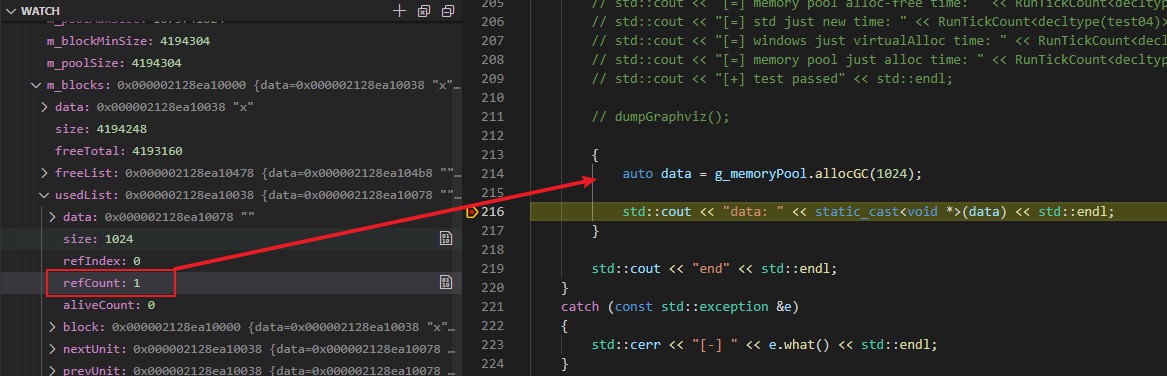 WATCH
m_blockMinSize: 4194304
m_poolSize: 4194304
m_blocks: 0x000002128ea10000 {data=0x000002128ea10038 "x"…
data: 0x000002128ea10038 "x"
size: 4194248
freeTotal: 4193160
freeList: 0x000002128ea10478 {data=0x000002128ea104b8 ""…
usedList: 0x000002128ea10038 {data=0x000002128ea10078 ""…
data: 0x000002128ea10078 ""
size: 1024
refIndex: 0
refCount: 1
aliveCount: 0
block: 0x000002128ea10000 {data=0x000002128ea10038 "x"…
nextUnit: 0x000002128ea10038 {data=0x000002128ea10078 …
prevUnit: 0x000002128ea10038 {data=0x000002128ea10078 …
205 // std::cout << "[=] memory pool alloc-free time: " << RunTickCount<decltype
206 // std::cout << "[=] std just new time: " << RunTickCount<decltype(test04)>
207 // std::cout << "[=] windows just virtualAlloc time: " << RunTickCount<decl
208 // std::cout << "[=] memory pool just alloc time: " << RunTickCount<decltype
209 // std::cout << "[+] test passed" << std::endl;
210
211 // dumpGraphviz();
212
213 {
214 auto data = g_memoryPool.allocGC(1024);
215
216 std::cout << "data: " << static_cast<void *>(data) << std::endl;
217 }
218
219 std::cout << "end" << std::endl;
220 }
221 catch (const std::exception &e)
222 {
223 std::cerr << "[-] " << e.what() << std::endl;
224 }